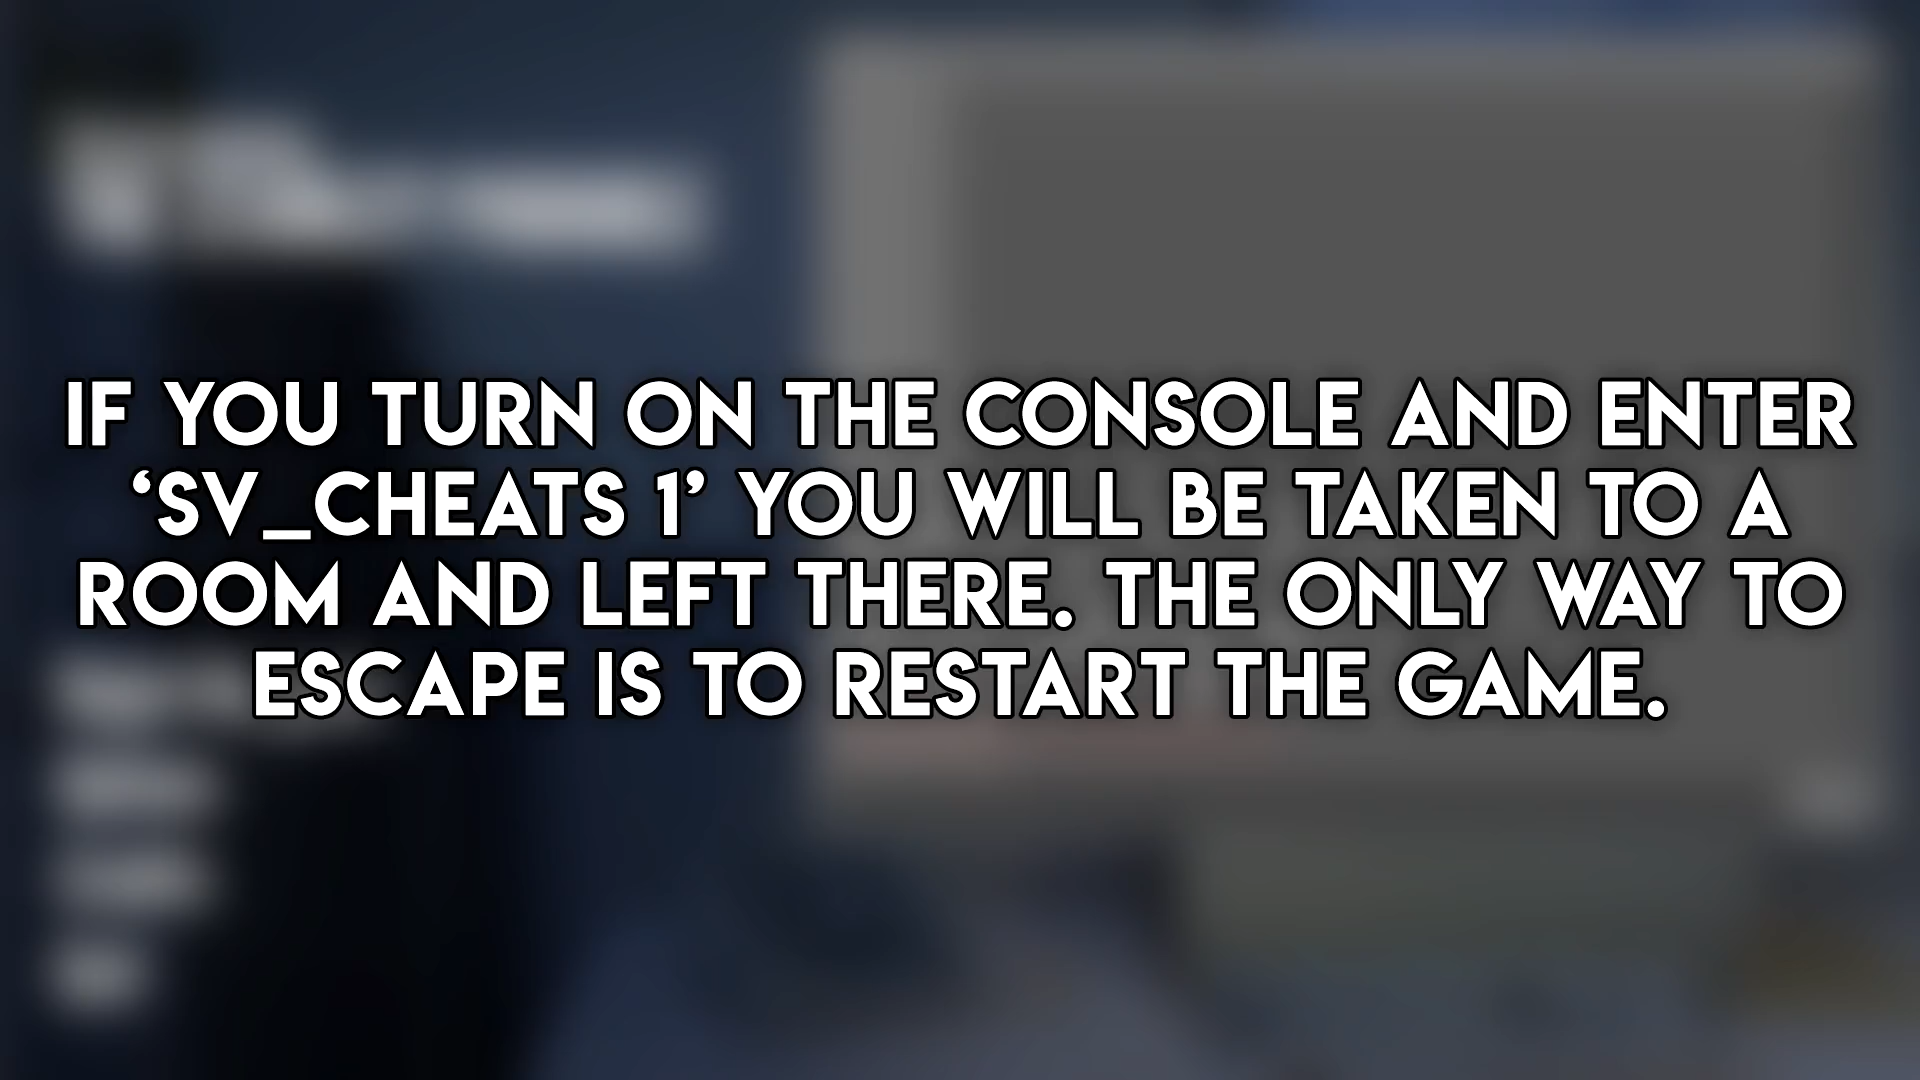 IF YOU TURN ON THE CONSOLE AND ENTER
‘SV_CHEATS 1’ YOU WILL BE TAKEN TO A
ROOM AND LEFT THERE. THE ONLY WAY TO
ESCAPE IS TO RESTART THE GAME.